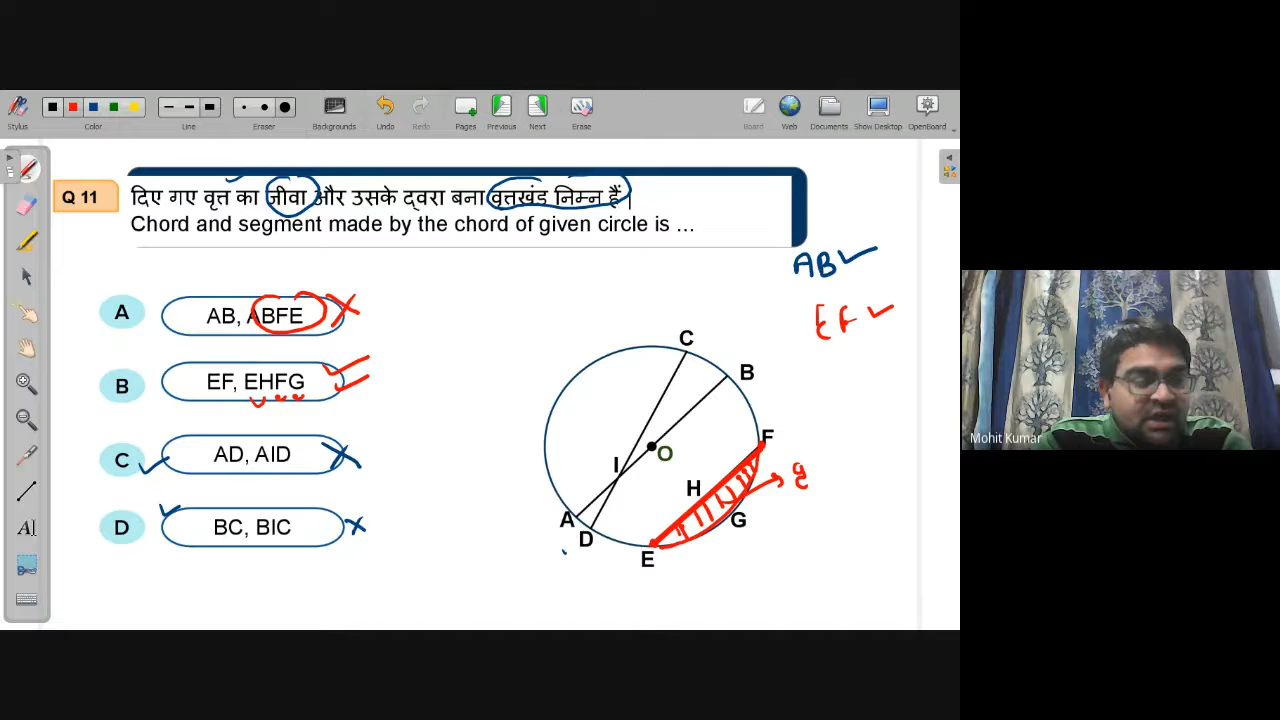 Stylus
Color
Line
Eraser
Backgrounds
Undo
Redo
Pages
Previous
Next
Erase
Board
Web
Documents
Show Desktop
OpenBoard
Q 11
दिए गए वृत्त का जीवा और उसके द्वरा बना वृत्तखंड निम्न हैं |
Chord and segment made by the chord of given circle is ...
AB
EF
A
AB, ABFE
B
EF, EHFG
C
AD, AID
D
BC, BIC
C
B
F
O
I
H
G
A
D
E
Mohit Kumar